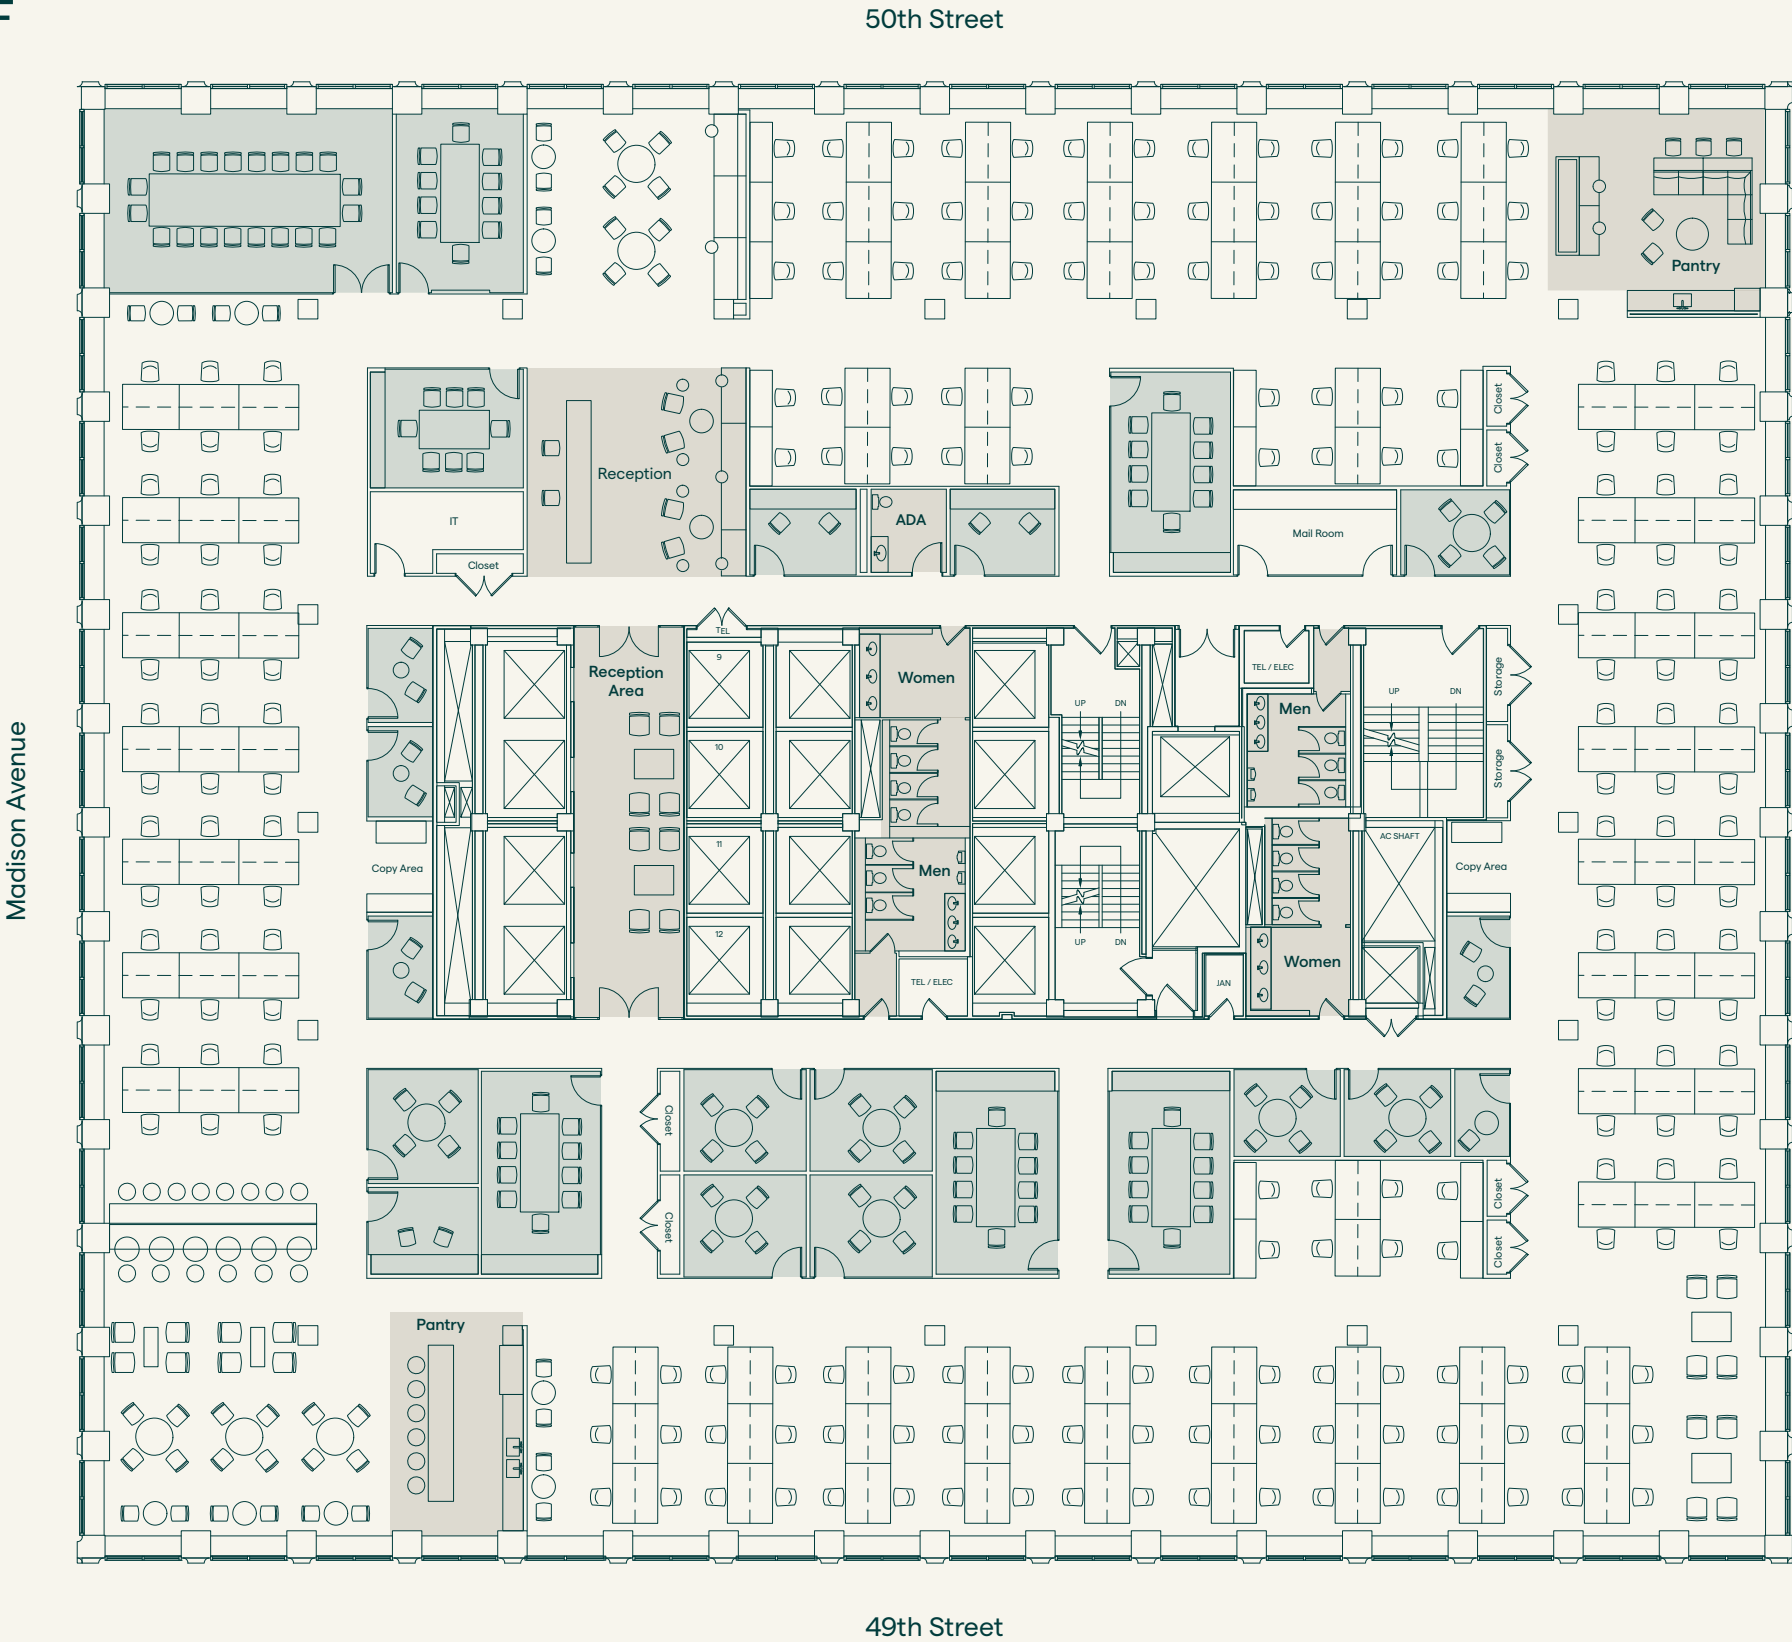 50th Street
Pantry
Closet
Closet
Reception
IT
ADA
Mail Room
Closet
TEL
9
Reception
Area
Women
TEL / ELEC
Men
UP
DN
UP
DN
Storage
Storage
10
Madison Avenue
Copy Area
11
Men
AC SHAFT
Copy Area
12
UP
DN
TEL / ELEC
JAN
Women
Closet
Closet
Closet
Closet
Pantry
49th Street